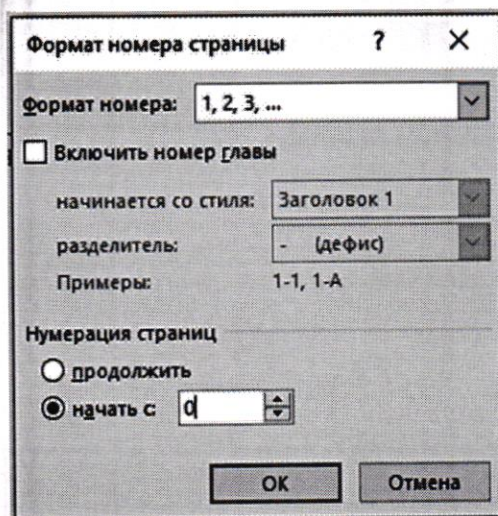 Формат номера страницы ? ×
Формат номера: 1, 2, 3, ...
Включить номер главы
начинается со стиля: Заголовок 1
разделитель: - (дефис)
Примеры: 1-1, 1-A
Нумерация страниц
продолжить
начать с: 0
ОК Отмена